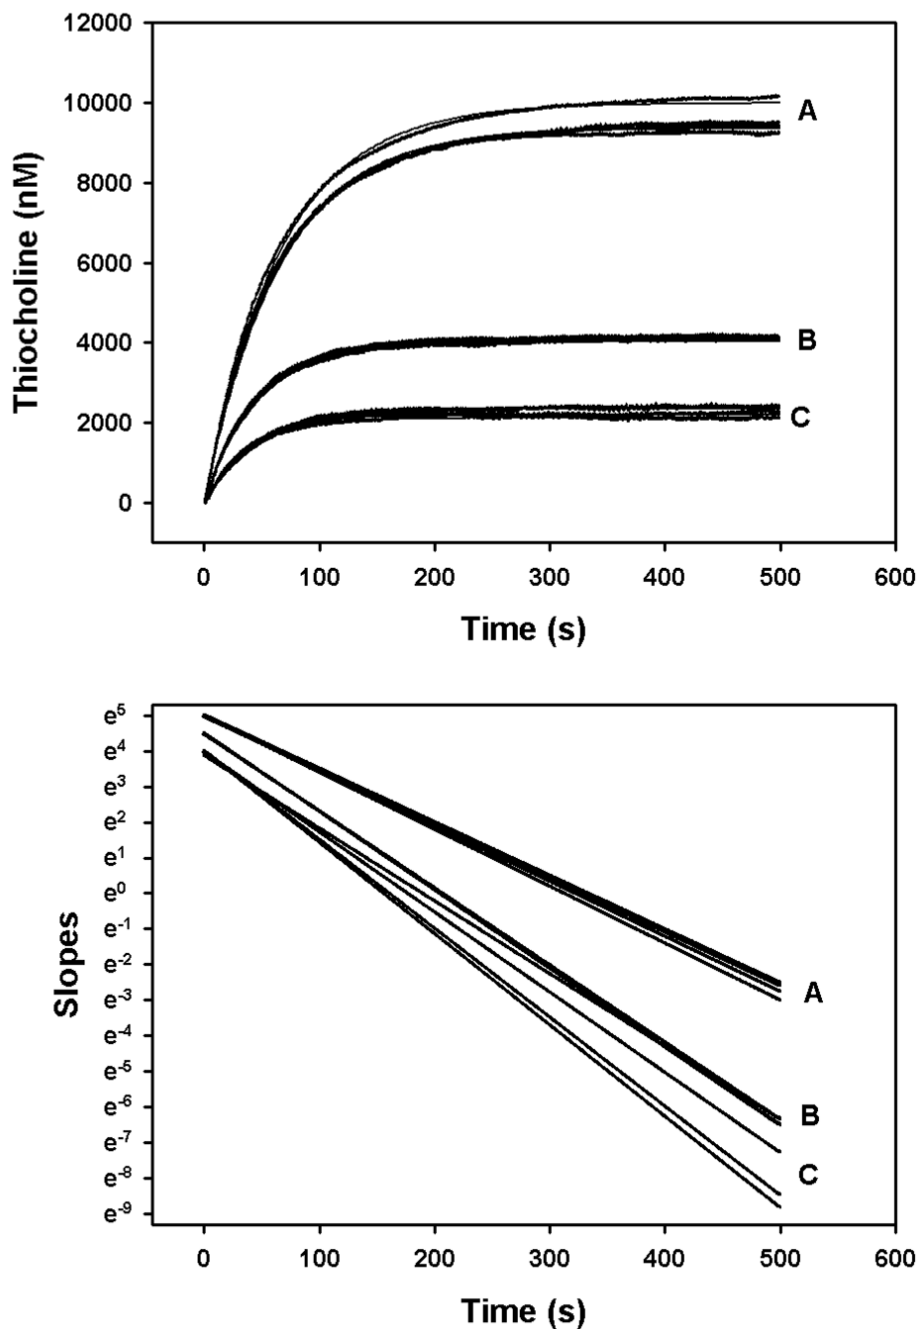 12000
10000
8000
6000
4000
2000
0
Thiocholine (nM)
A
B
C
0 100 200 300 400 500 600
Time (s)
e⁵
e⁴
e³
e²
e¹
e⁰
e⁻¹
e⁻²
e⁻³
e⁻⁴
e⁻⁵
e⁻⁶
e⁻⁷
e⁻⁸
e⁻⁹
Slopes
A
B
C
0 100 200 300 400 500 600
Time (s)